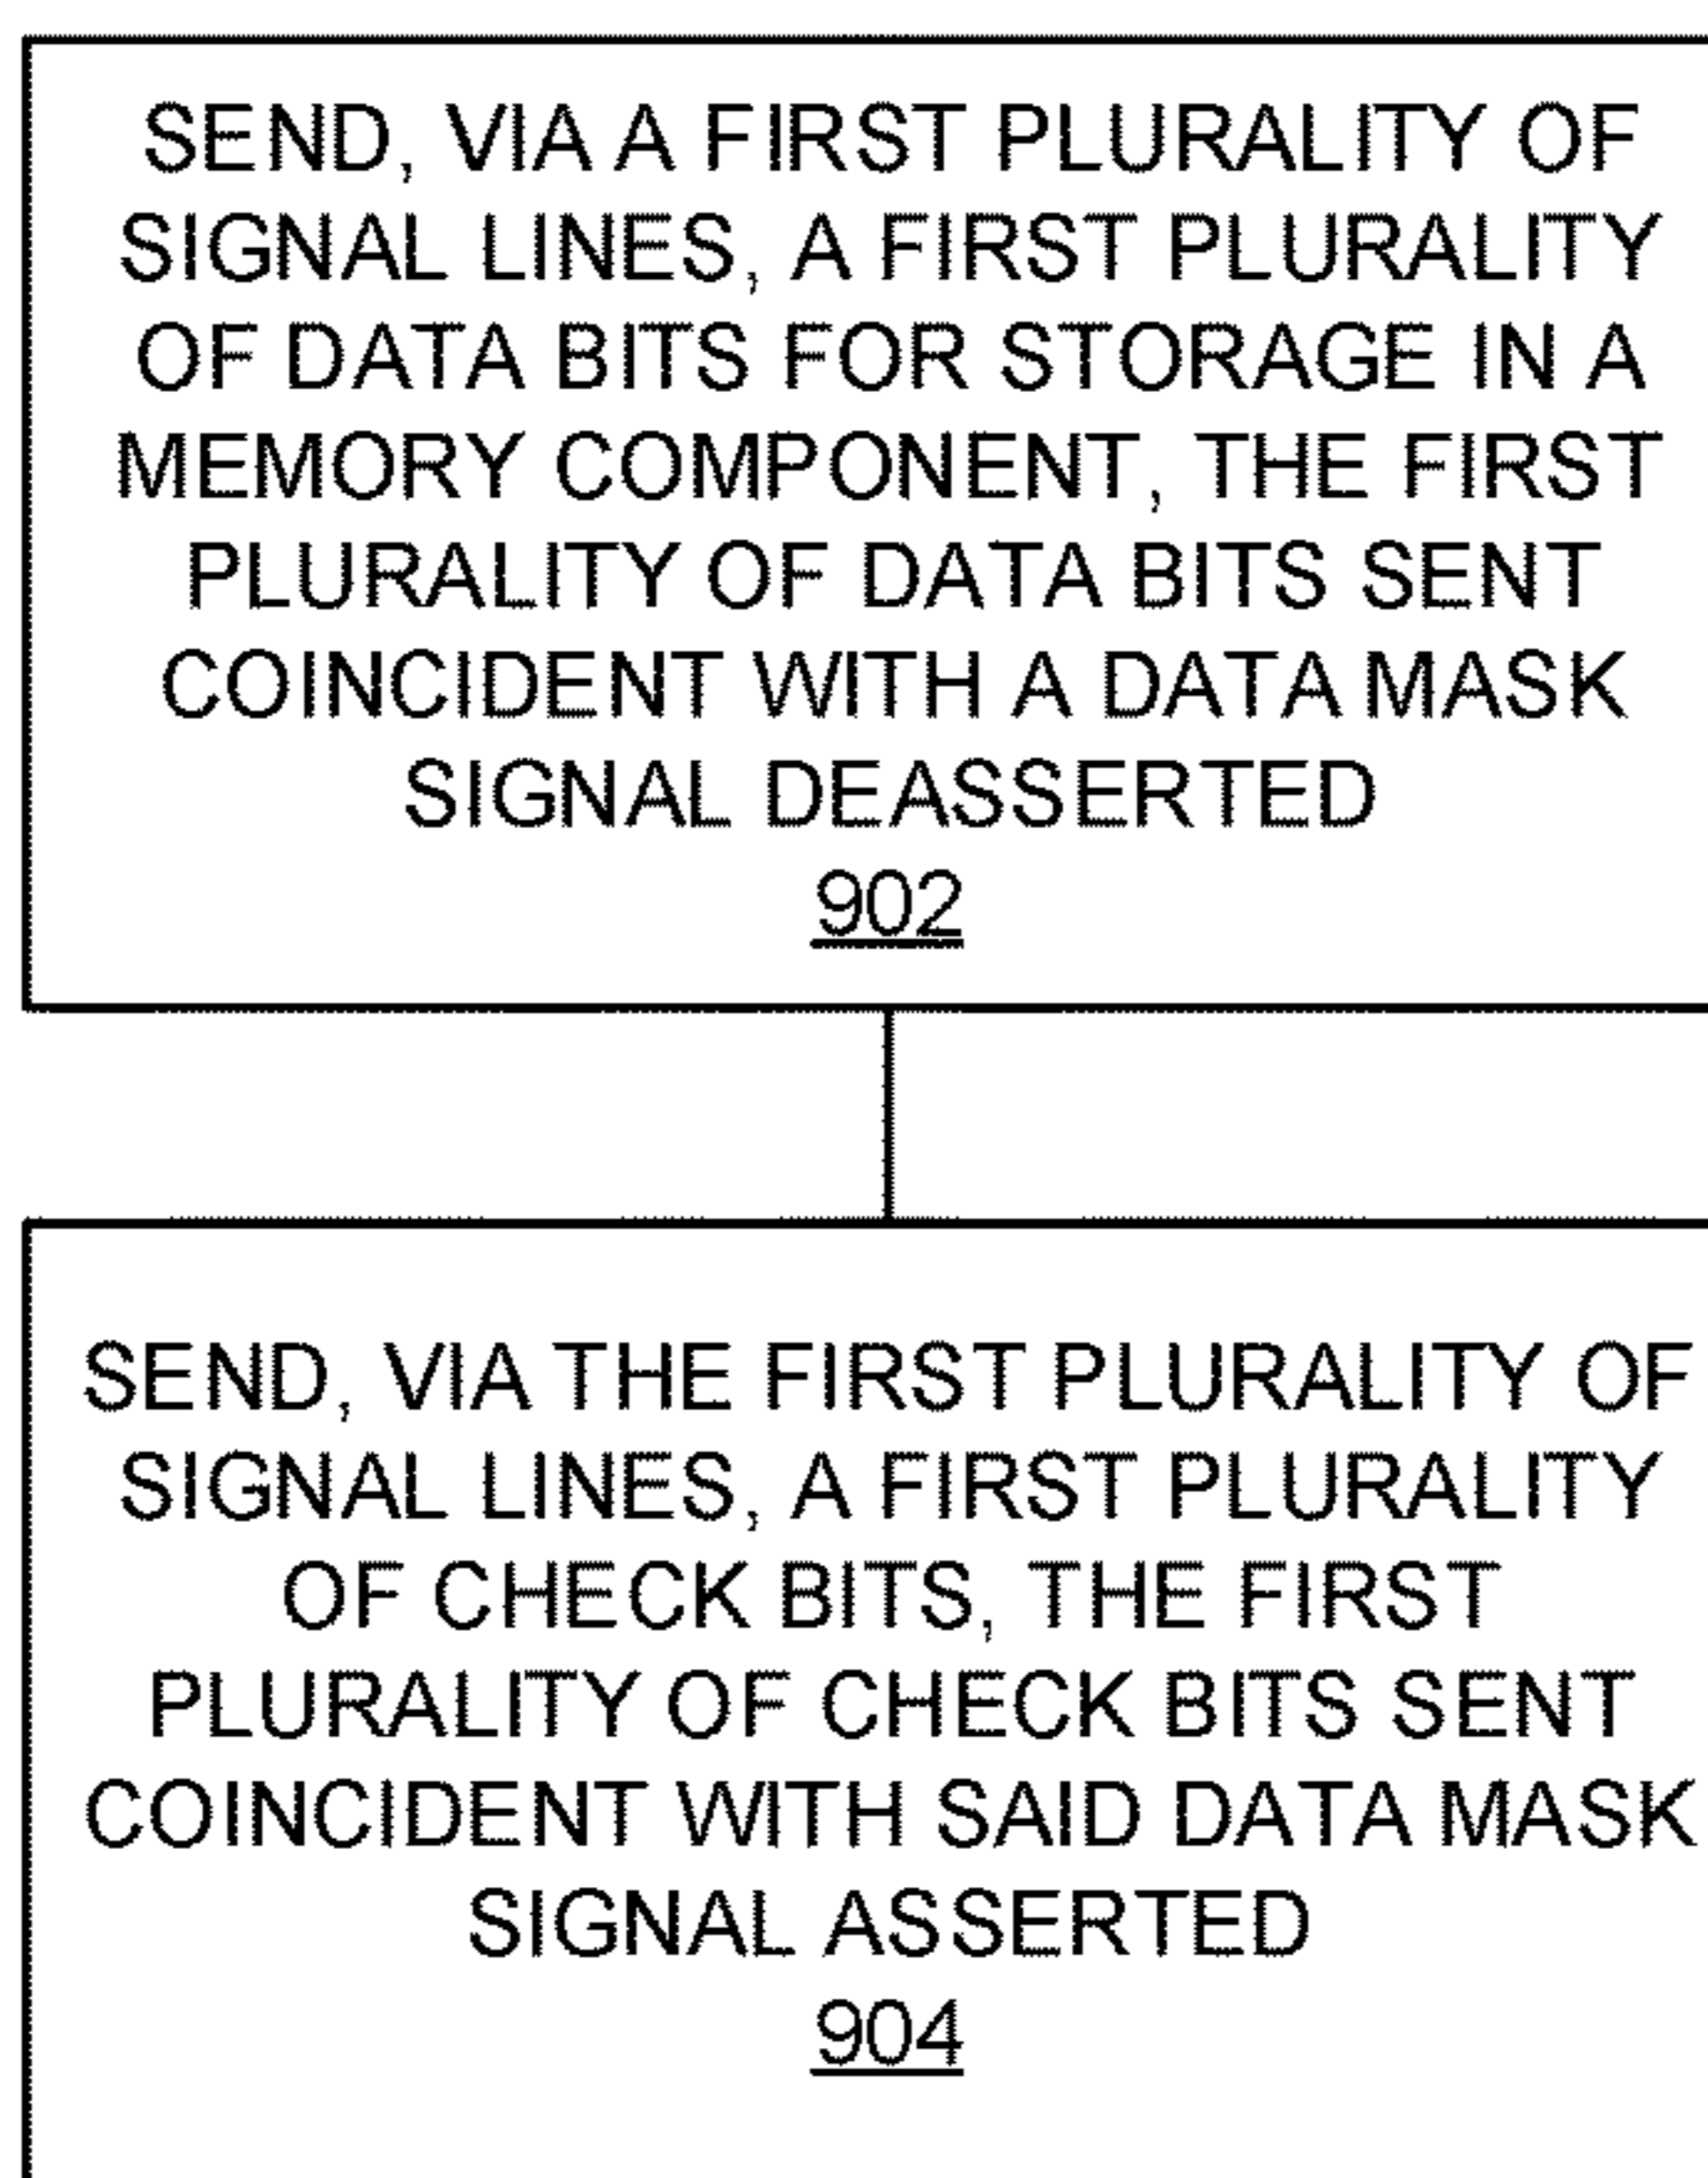 SEND, VIA A FIRST PLURALITY OF
SIGNAL LINES, A FIRST PLURALITY
OF DATA BITS FOR STORAGE IN A
MEMORY COMPONENT, THE FIRST
PLURALITY OF DATA BITS SENT
COINCIDENT WITH A DATA MASK
SIGNAL DEASSERTED
902
SEND, VIA THE FIRST PLURALITY OF
SIGNAL LINES, A FIRST PLURALITY
OF CHECK BITS, THE FIRST
PLURALITY OF CHECK BITS SENT
COINCIDENT WITH SAID DATA MASK
SIGNAL ASSERTED
904